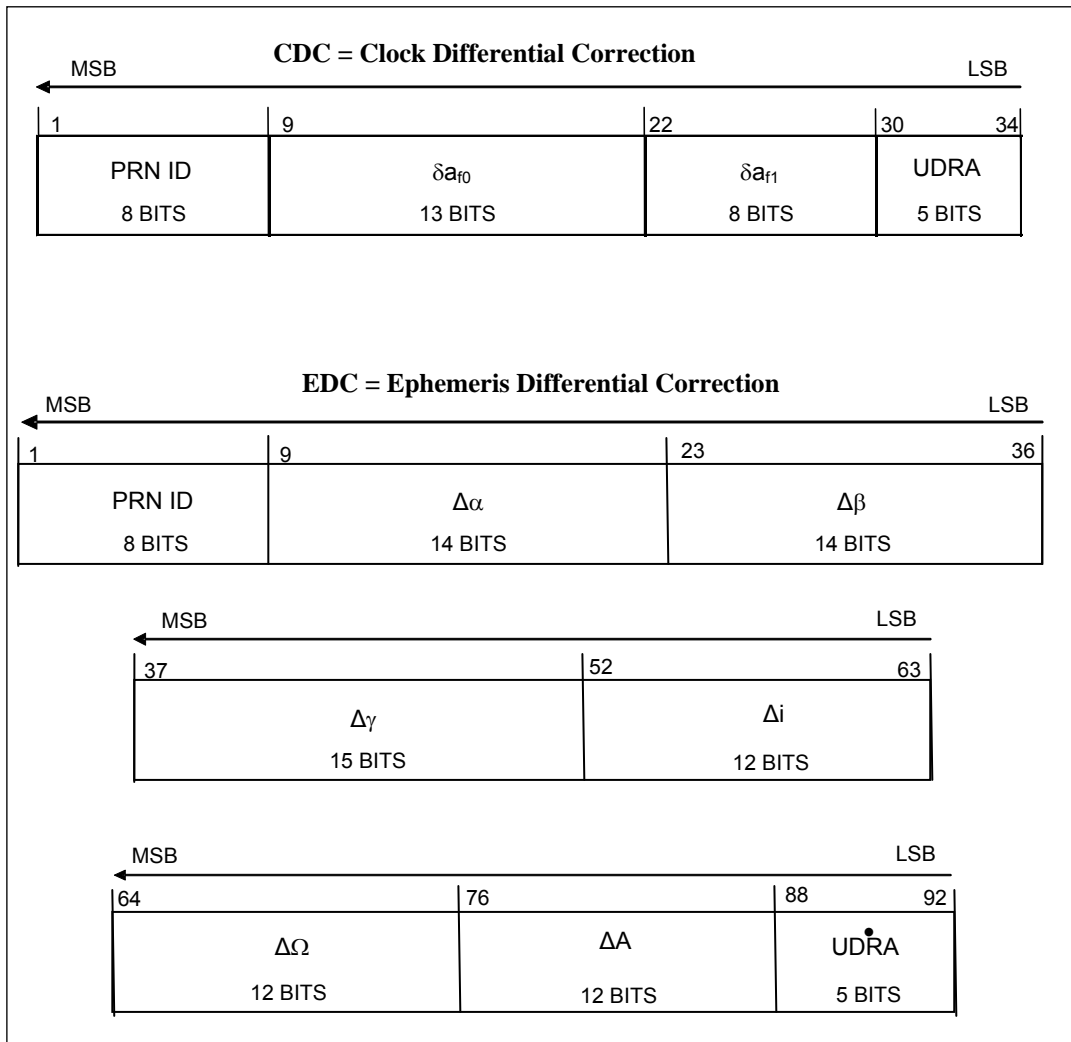 CDC = Clock Differential Correction
MSB LSB
1 9 22 30 34
PRN ID δaf0 δaf1 UDRA
8 BITS 13 BITS 8 BITS 5 BITS
EDC = Ephemeris Differential Correction
MSB LSB
1 9 23 36
PRN ID Δα Δβ
8 BITS 14 BITS 14 BITS
MSB LSB
37 52 63
Δγ Δi
15 BITS 12 BITS
MSB LSB
64 76 88 92
ΔΩ ΔA UDṘA
12 BITS 12 BITS 5 BITS